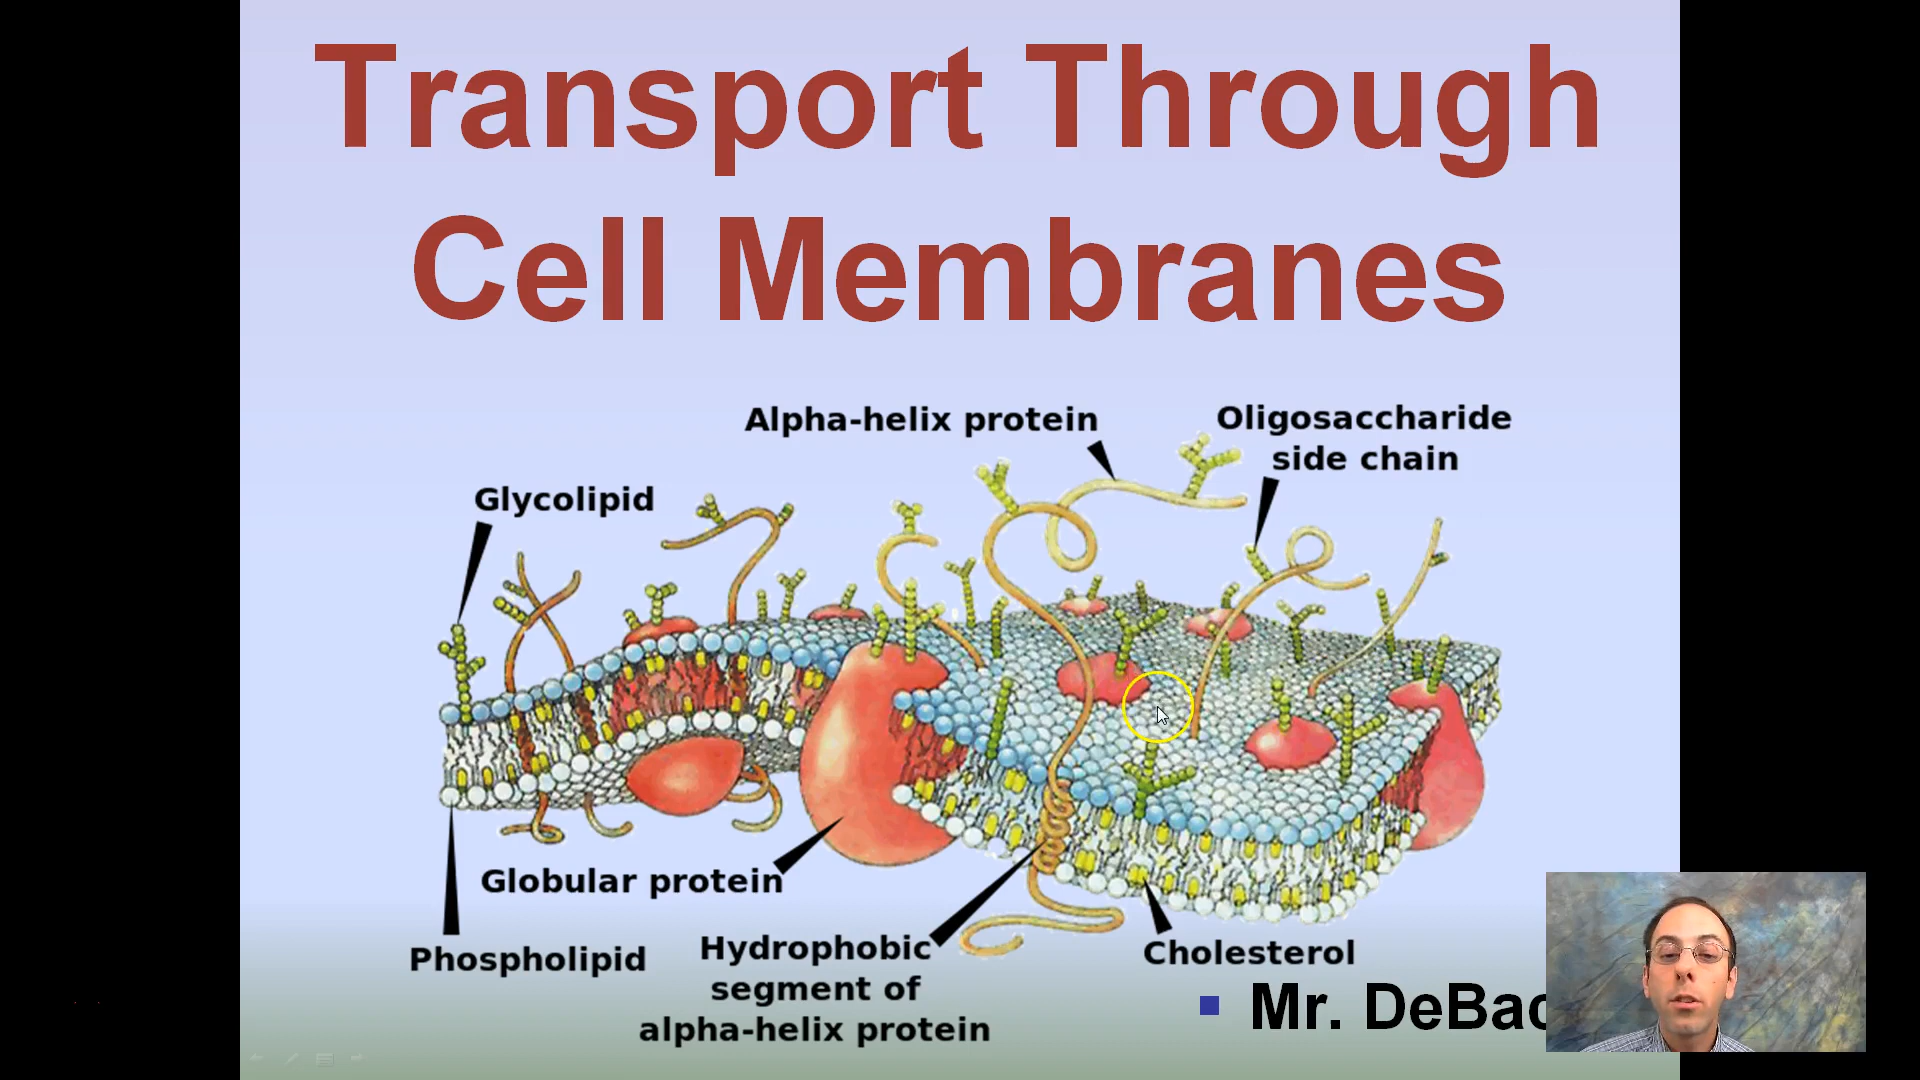 Transport Through
Cell Membranes
Alpha-helix protein
Oligosaccharide
side chain
Glycolipid
Globular protein
Phospholipid
Hydrophobic
segment of
alpha-helix protein
Cholesterol
Mr.